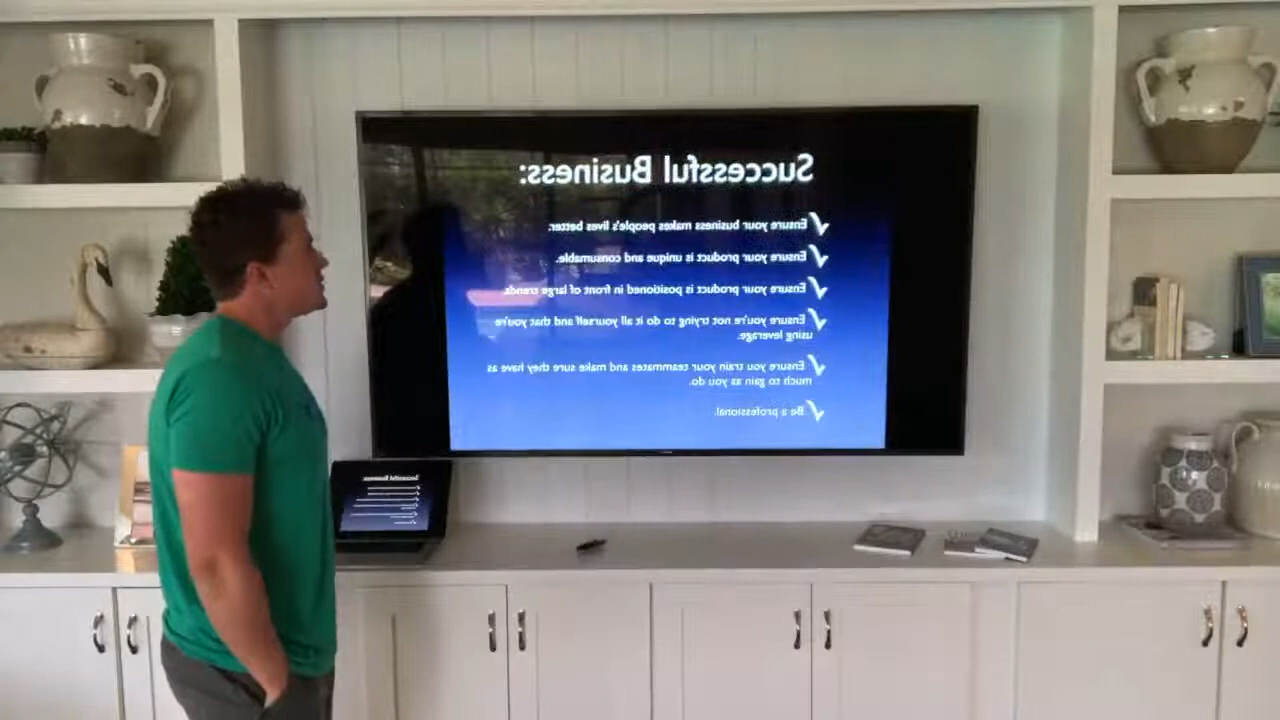 Successful Business:
Ensure your business makes people's lives better.
Ensure your product is unique and consumable.
Ensure your product is positioned in front of large trends.
Ensure you're not trying to do it all yourself and that you're
using leverage.
Ensure you train your teammates and make sure they have as
much to gain as you do.
Be a professional.
Successful Business: